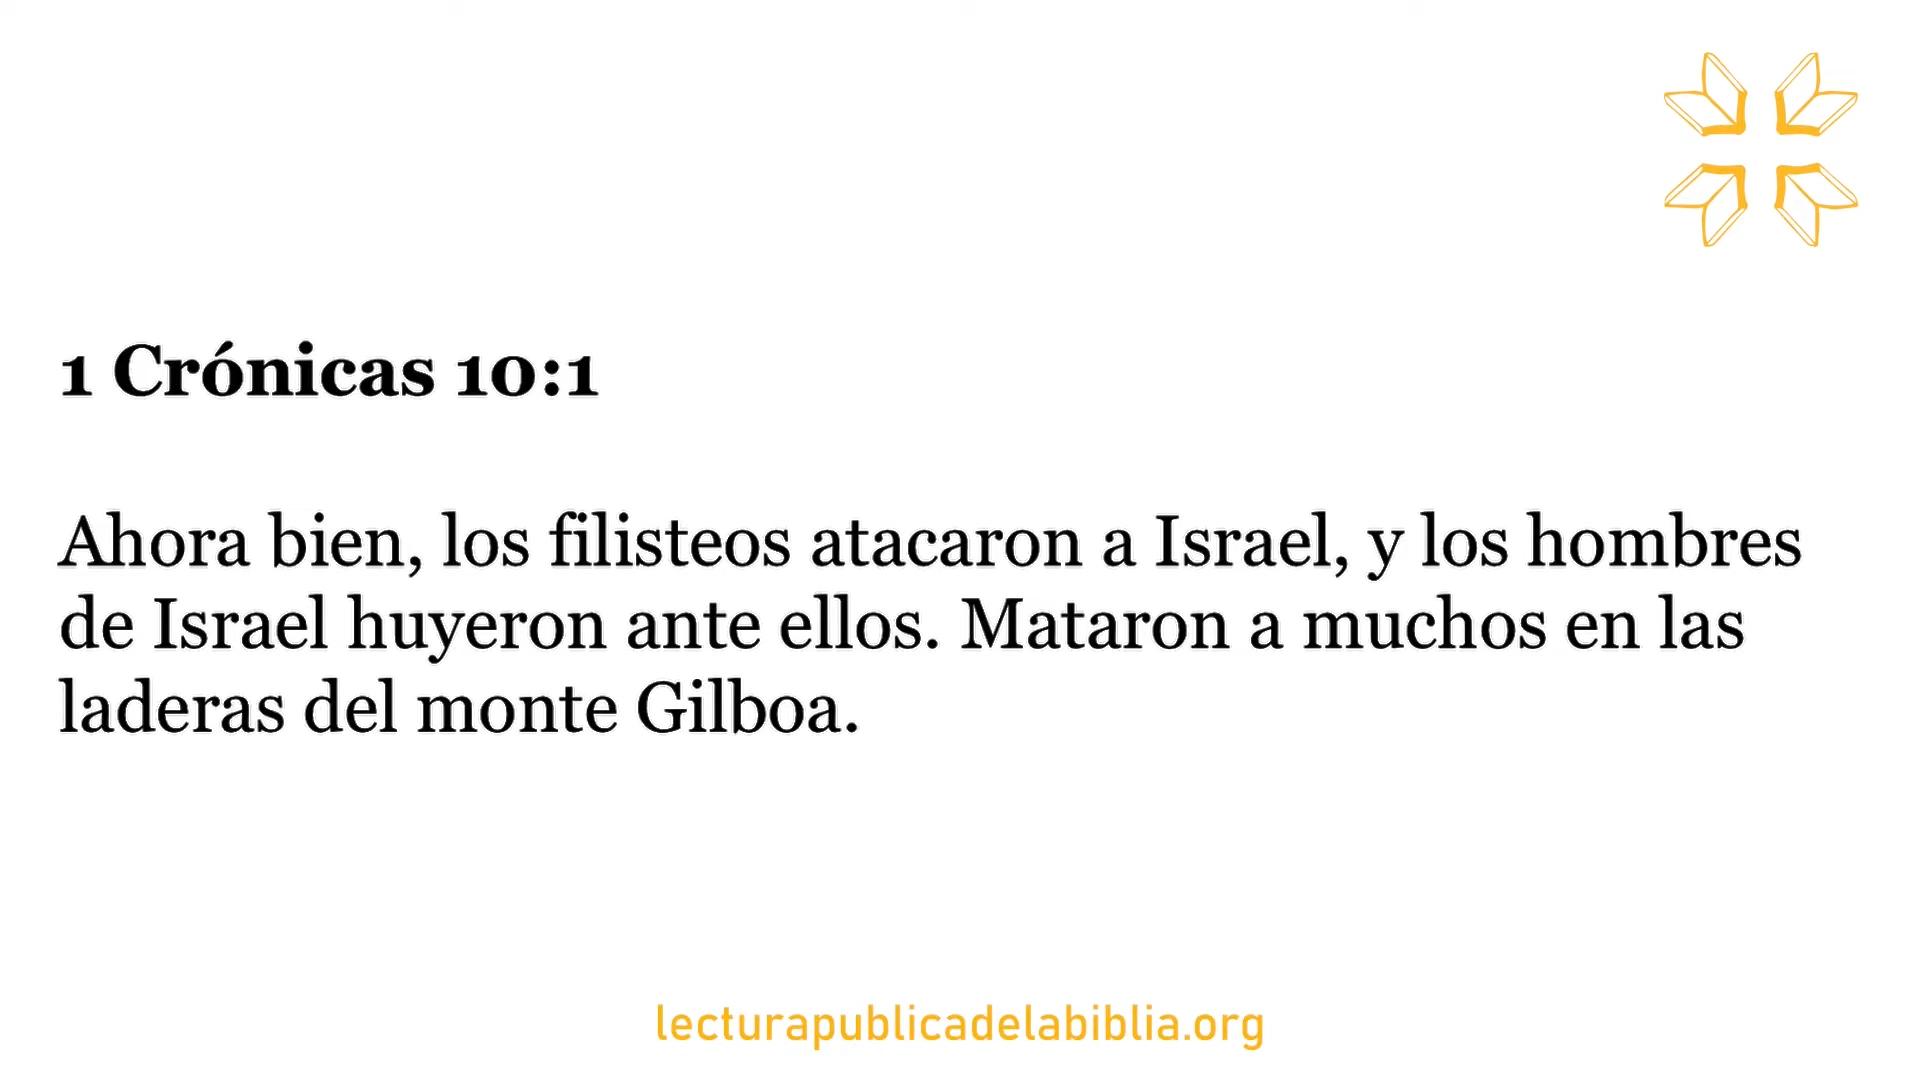 1 Crónicas 10:1
Ahora bien, los filisteos atacaron a Israel, y los hombres
de Israel huyeron ante ellos. Mataron a muchos en las
laderas del monte Gilboa.
lecturapublicadelabiblia.org